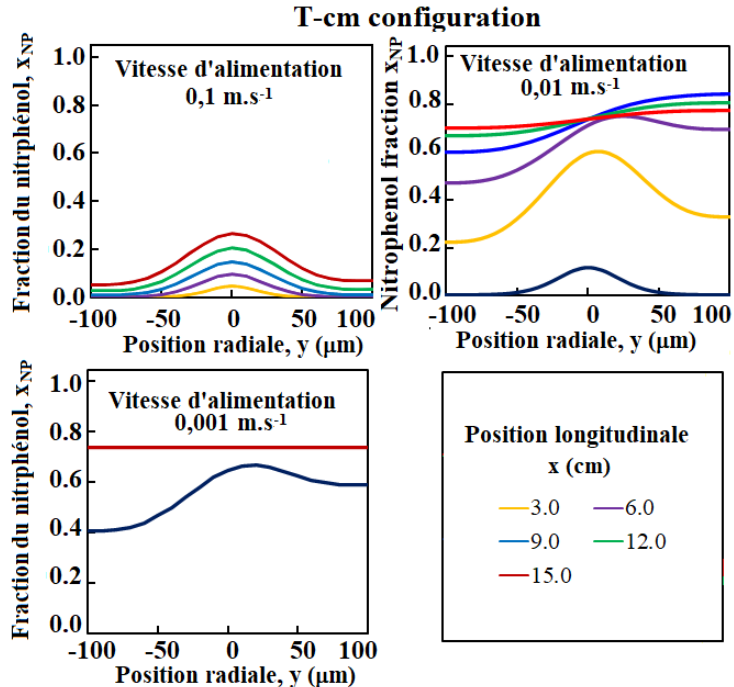 T-cm configuration
Fraction du nitrphénol, xNP
1.0
0.8
0.6
0.4
0.2
0.0
Vitesse d'alimentation
0,1 m.s-1
-100
-50
0
50
100
Position radiale, y (μm)
Nitrophenol fraction xNP
1.0
0.8
0.6
0.4
0.2
0.0
Vitesse d'alimentation
0,01 m.s-1
-100
-50
0
50
100
Position radiale, y (μm)
Fraction du nitrphénol, xNP
1.0
0.8
0.6
0.4
0.2
0.0
Vitesse d'alimentation
0,001 m.s-1
-100
-50
0
50
100
Position radiale, y (μm)
Position longitudinale
x (cm)
3.0
6.0
9.0
12.0
15.0